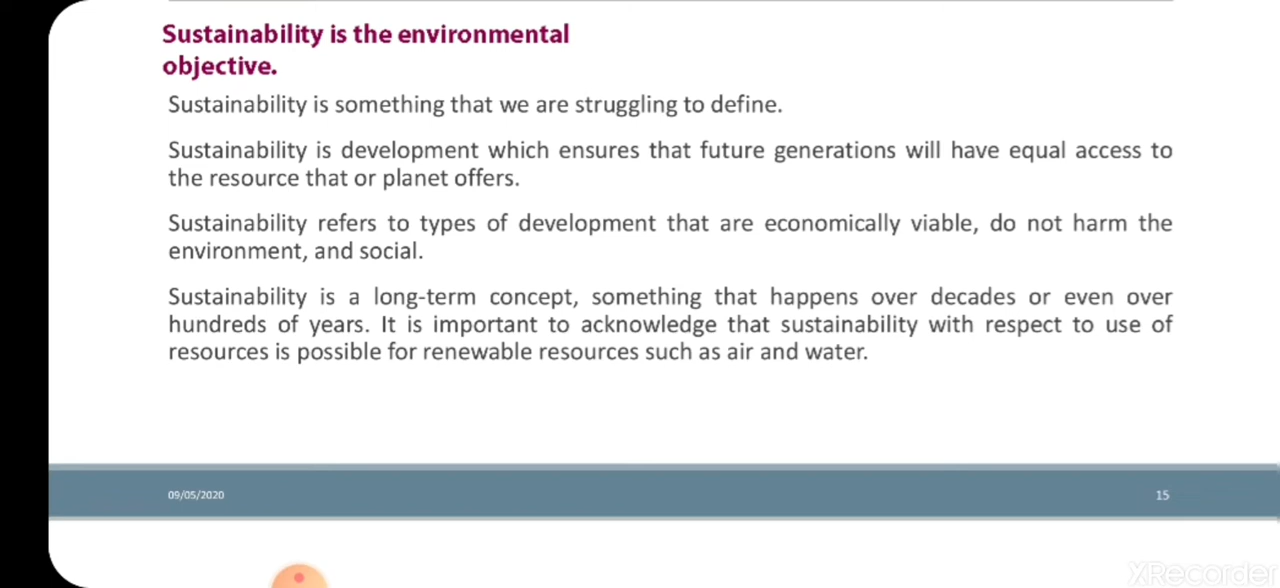 Sustainability is the environmental
objective.
Sustainability is something that we are struggling to define.
Sustainability is development which ensures that future generations will have equal access to
the resource that or planet offers.
Sustainability refers to types of development that are economically viable, do not harm the
environment, and social.
Sustainability is a long-term concept, something that happens over decades or even over
hundreds of years. It is important to acknowledge that sustainability with respect to use of
resources is possible for renewable resources such as air and water.
09/05/2020
15
XRecorder